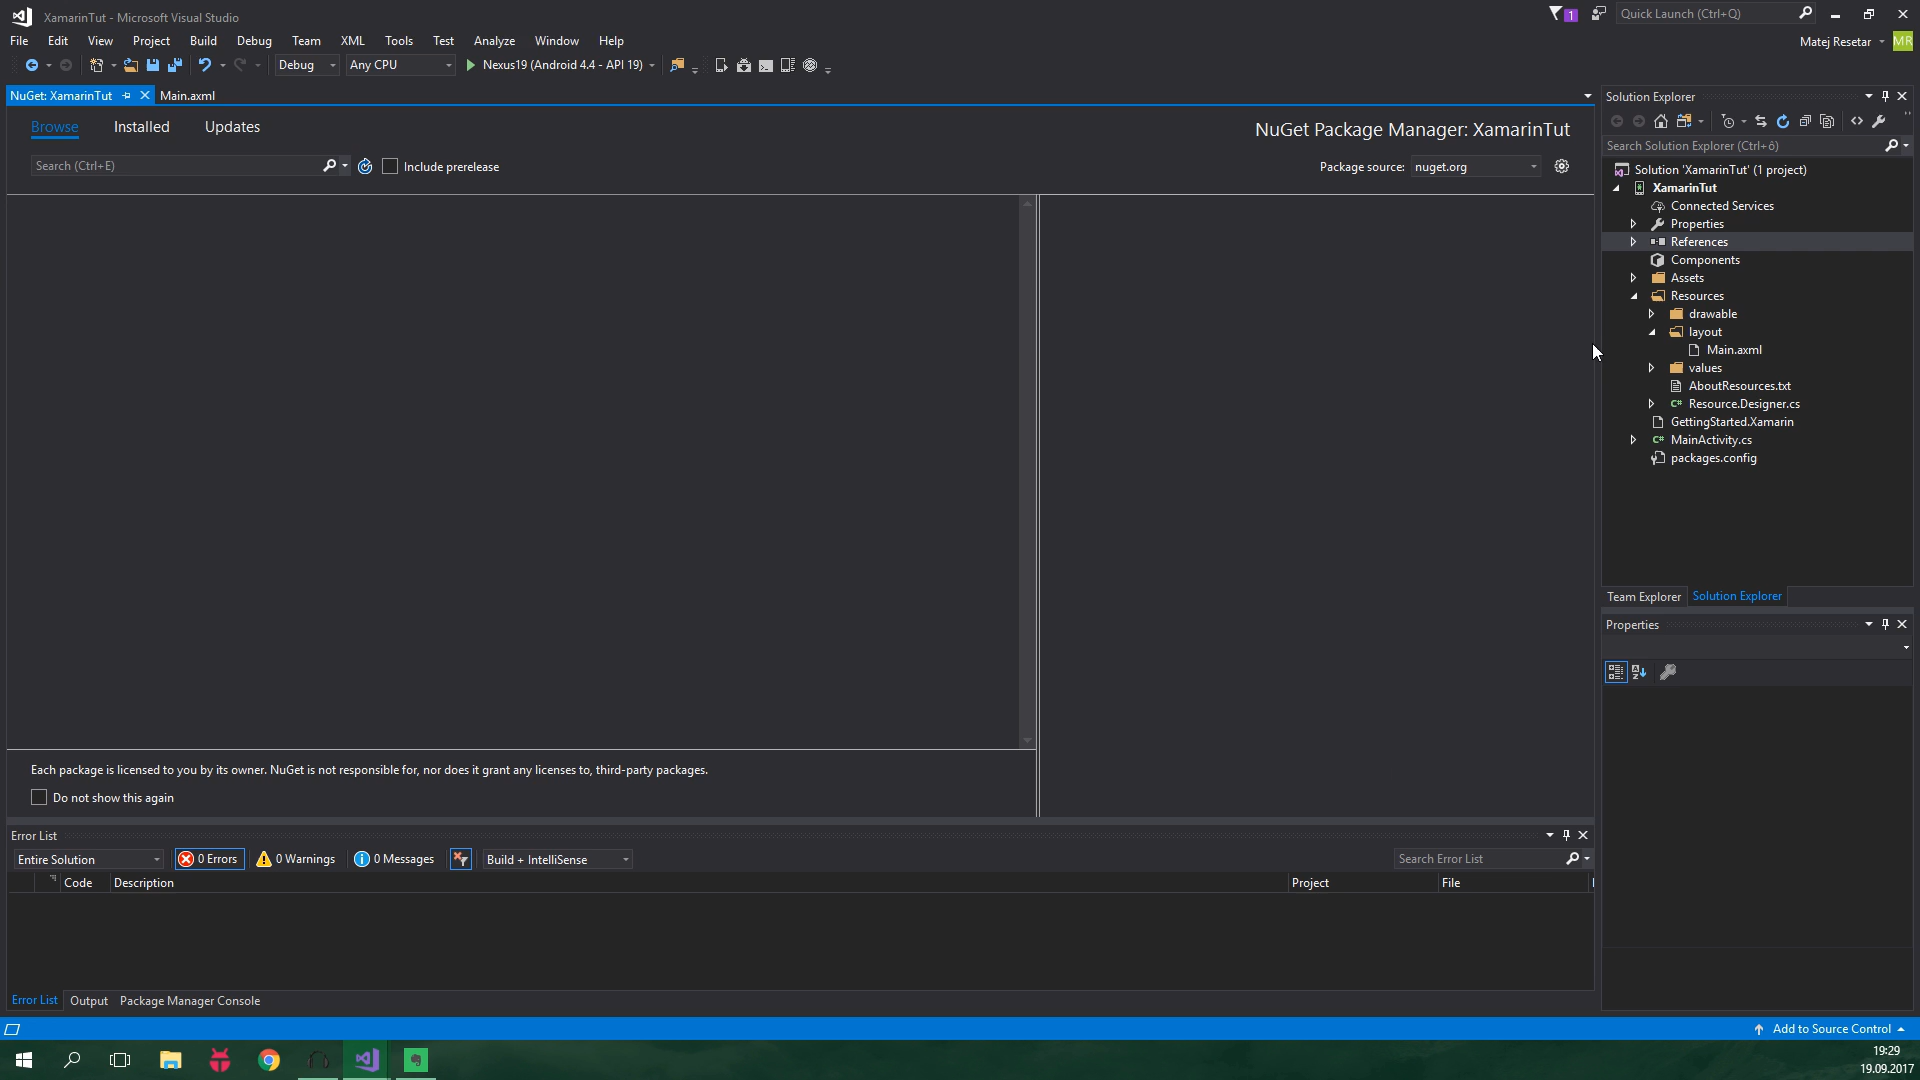 XamarinTut - Microsoft Visual Studio
1
Quick Launch (Ctrl+Q)
File Edit View Project Build Debug Team XML Tools Test Analyze Window Help
Matej Resetar MR
Debug Any CPU Nexus19 (Android 4.4 - API 19)
NuGet: XamarinTut Main.axml
Browse Installed Updates
NuGet Package Manager: XamarinTut
Search (Ctrl+E)
Include prerelease
Package source: nuget.org
Each package is licensed to you by its owner. NuGet is not responsible for, nor does it grant any licenses to, third-party packages.
Do not show this again
Solution Explorer
Search Solution Explorer (Ctrl+ô)
Solution 'XamarinTut' (1 project)
XamarinTut
Connected Services
Properties
References
Components
Assets
Resources
drawable
layout
Main.axml
values
AboutResources.txt
C# Resource.Designer.cs
GettingStarted.Xamarin
C# MainActivity.cs
packages.config
Team Explorer Solution Explorer
Properties
Error List
Entire Solution 0 Errors 0 Warnings 0 Messages Build + IntelliSense
Search Error List
Code Description Project File
Error List Output Package Manager Console
Add to Source Control
19:29
19.09.2017